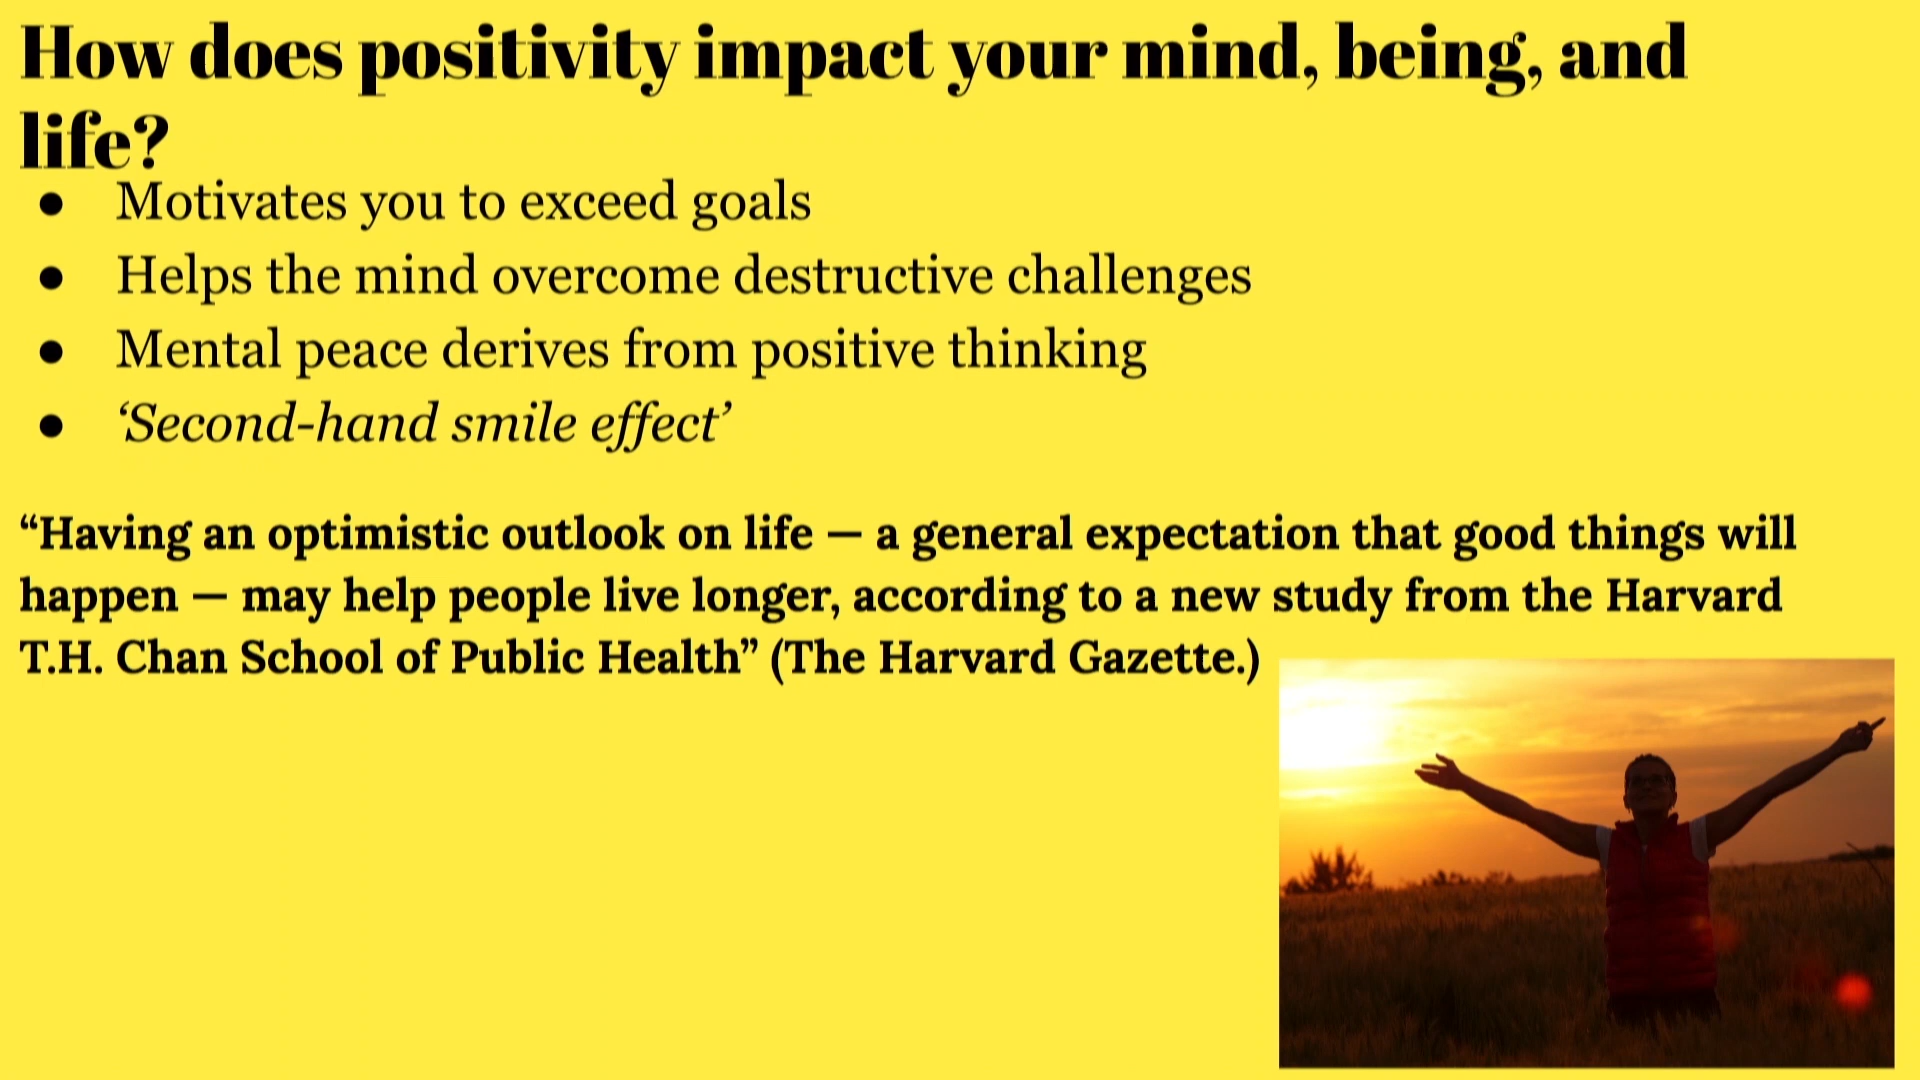 How does positivity impact your mind, being, and
life?
● Motivates you to exceed goals
● Helps the mind overcome destructive challenges
● Mental peace derives from positive thinking
● ‘Second-hand smile effect’
“Having an optimistic outlook on life — a general expectation that good things will
happen — may help people live longer, according to a new study from the Harvard
T.H. Chan School of Public Health” (The Harvard Gazette.)